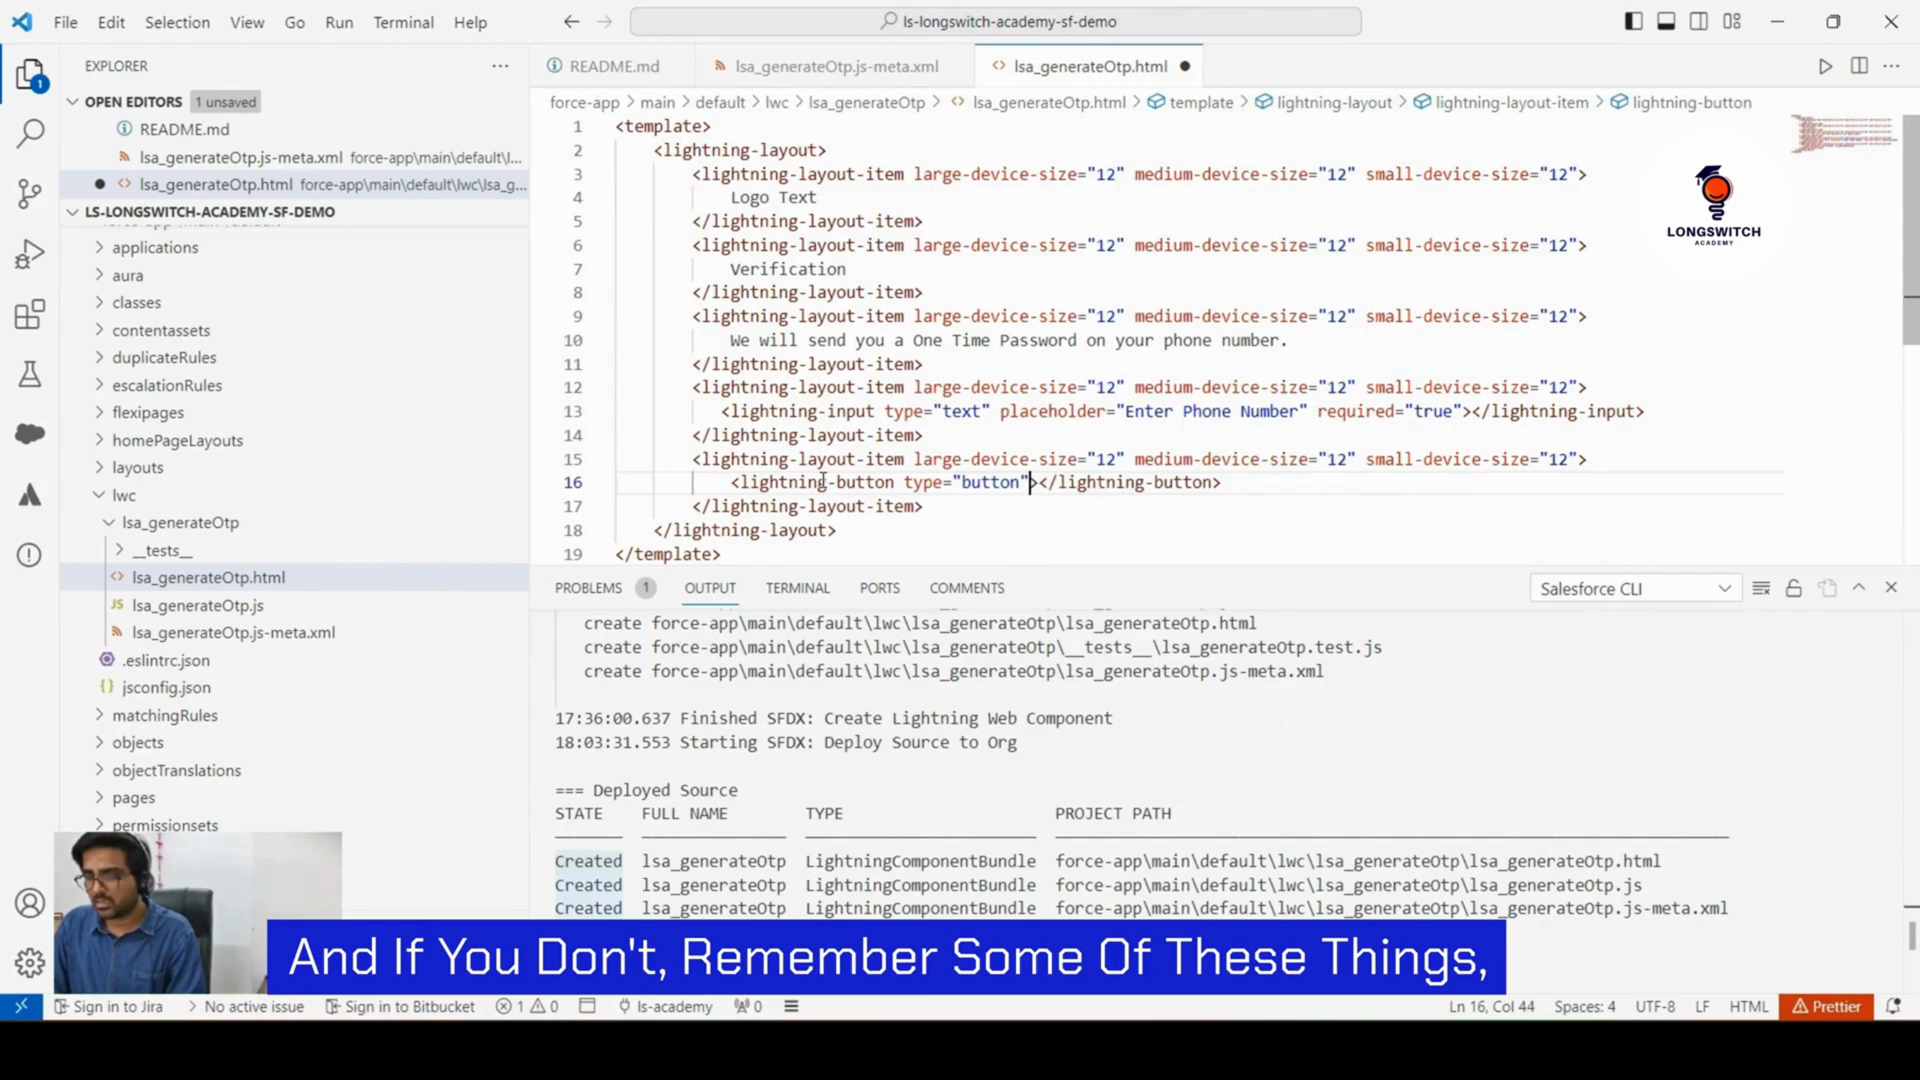 File Edit Selection View Go Run Terminal Help
ls-longswitch-academy-sf-demo
EXPLORER
OPEN EDITORS 1 unsaved
README.md
lsa_generateOtp.js-meta.xml force-app\main\default\l...
lsa_generateOtp.html force-app\main\default\lwc\lsa_g...
LS-LONGSWITCH-ACADEMY-SF-DEMO
applications
aura
classes
contentassets
duplicateRules
escalationRules
flexipages
homePageLayouts
layouts
lwc
lsa_generateOtp
__tests__
lsa_generateOtp.html
JS lsa_generateOtp.js
lsa_generateOtp.js-meta.xml
.eslintrc.json
{} jsconfig.json
matchingRules
objects
objectTranslations
pages
permissionsets
1
README.md lsa_generateOtp.js-meta.xml lsa_generateOtp.html
force-app > main > default > lwc > lsa_generateOtp > lsa_generateOtp.html > template > lightning-layout > lightning-layout-item > lightning-button
1 <template>
2 <lightning-layout>
3 <lightning-layout-item large-device-size="12" medium-device-size="12" small-device-size="12">
4 Logo Text
5 </lightning-layout-item>
6 <lightning-layout-item large-device-size="12" medium-device-size="12" small-device-size="12">
7 Verification
8 </lightning-layout-item>
9 <lightning-layout-item large-device-size="12" medium-device-size="12" small-device-size="12">
10 We will send you a One Time Password on your phone number.
11 </lightning-layout-item>
12 <lightning-layout-item large-device-size="12" medium-device-size="12" small-device-size="12">
13 <lightning-input type="text" placeholder="Enter Phone Number" required="true"></lightning-input>
14 </lightning-layout-item>
15 <lightning-layout-item large-device-size="12" medium-device-size="12" small-device-size="12">
16 <lightning-button type="button"></lightning-button>
17 </lightning-layout-item>
18 </lightning-layout>
19 </template>
LONGSWITCH
ACADEMY
PROBLEMS 1 OUTPUT TERMINAL PORTS COMMENTS
Salesforce CLI
create force-app\main\default\lwc\lsa_generateOtp\lsa_generateOtp.html
create force-app\main\default\lwc\lsa_generateOtp\__tests__\lsa_generateOtp.test.js
create force-app\main\default\lwc\lsa_generateOtp\lsa_generateOtp.js-meta.xml
17:36:00.637 Finished SFDX: Create Lightning Web Component
18:03:31.553 Starting SFDX: Deploy Source to Org
=== Deployed Source
STATE FULL NAME TYPE PROJECT PATH
Created lsa_generateOtp LightningComponentBundle force-app\main\default\lwc\lsa_generateOtp\lsa_generateOtp.html
Created lsa_generateOtp LightningComponentBundle force-app\main\default\lwc\lsa_generateOtp\lsa_generateOtp.js
Created lsa_generateOtp LightningComponentBundle force-app\main\default\lwc\lsa_generateOtp\lsa_generateOtp.js-meta.xml
And If You Don't, Remember Some Of These Things,
Sign in to Jira No active issue Sign in to Bitbucket 1 0 ls-academy 0 Ln 16, Col 44 Spaces: 4 UTF-8 LF HTML Prettier